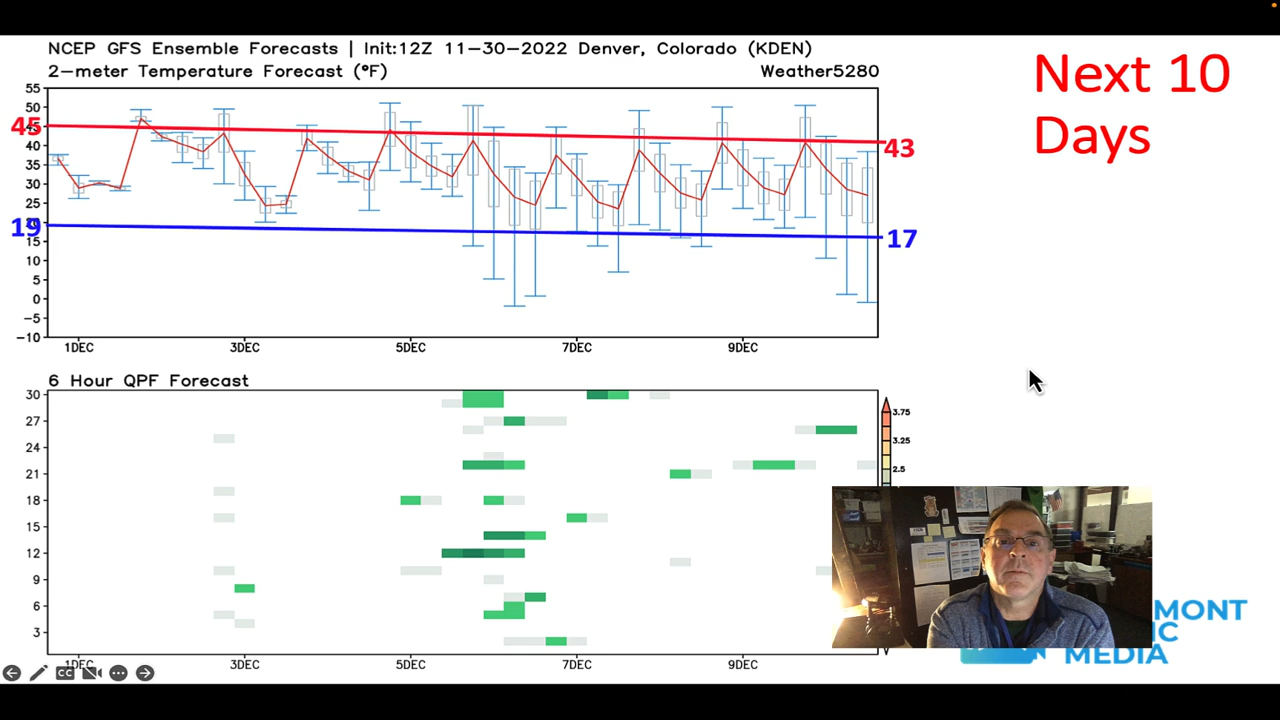 NCEP GFS Ensemble Forecasts | Init:12Z 11-30-2022 Denver, Colorado (KDEN)
2-meter Temperature Forecast (°F)
Weather5280
Next 10
Days
55
50
45
40
35
30
25
15
10
5
0
-5
-10
45
43
19
17
1DEC
3DEC
5DEC
7DEC
9DEC
6 Hour QPF Forecast
30
27
24
21
18
15
12
9
6
3
3.75
3.25
2.5
1DEC
3DEC
5DEC
7DEC
9DEC
CC
MONT
IC
MEDIA